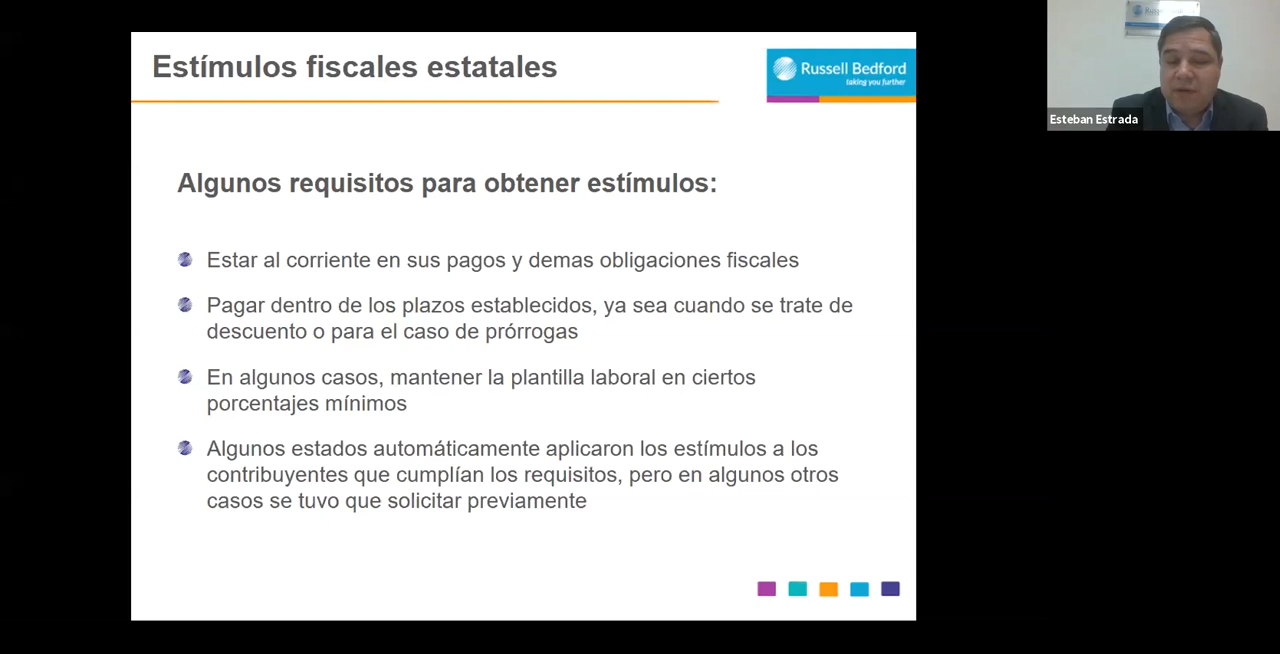 Estímulos fiscales estatales
Russell Bedford
taking you further
Esteban Estrada
Algunos requisitos para obtener estímulos:
Estar al corriente en sus pagos y demas obligaciones fiscales
Pagar dentro de los plazos establecidos, ya sea cuando se trate de
descuento o para el caso de prórrogas
En algunos casos, mantener la plantilla laboral en ciertos
porcentajes mínimos
Algunos estados automáticamente aplicaron los estímulos a los
contribuyentes que cumplían los requisitos, pero en algunos otros
casos se tuvo que solicitar previamente